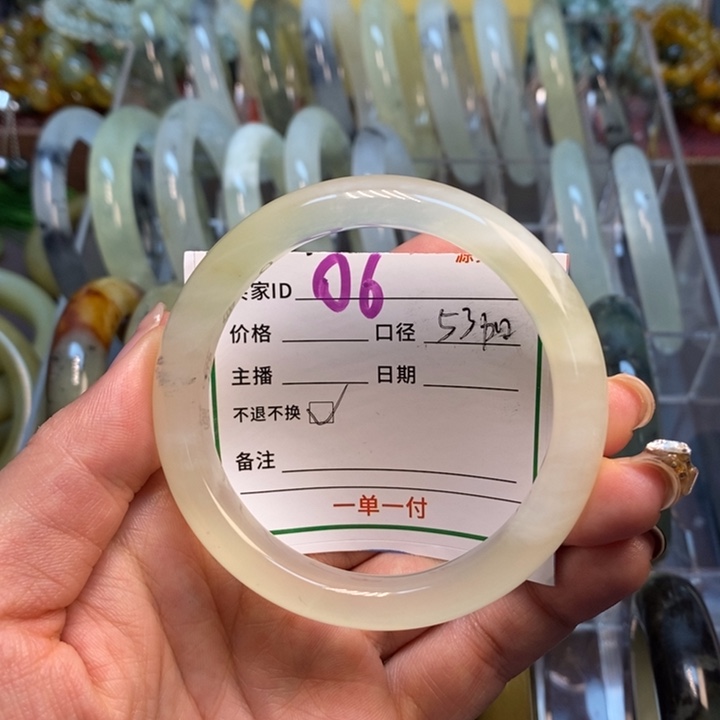 家ID 06
价格 口径 53加
主播 日期
不退不换
备注
一单一付